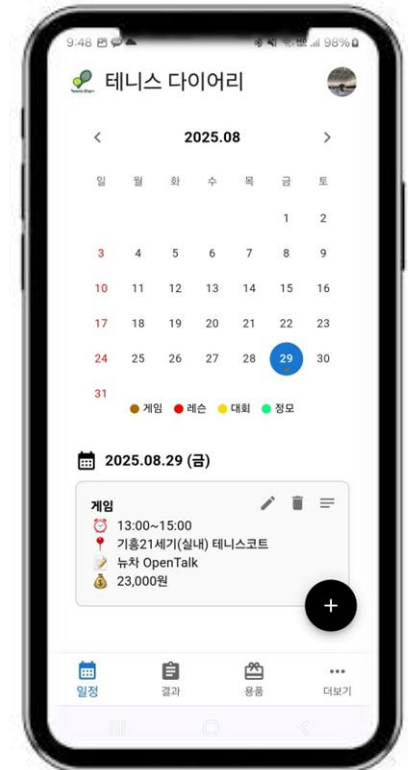 9:48 98%
테니스 다이어리
2025.08
일 월 화 수 목 금 토
1 2
3 4 5 6 7 8 9
10 11 12 13 14 15 16
17 18 19 20 21 22 23
24 25 26 27 28 29 30
31
게임 레슨 대회 정모
2025.08.29 (금)
게임
13:00~15:00
기흥21세기(실내) 테니스코트
뉴차 OpenTalk
23,000원
+
일정 결과 용품 더보기